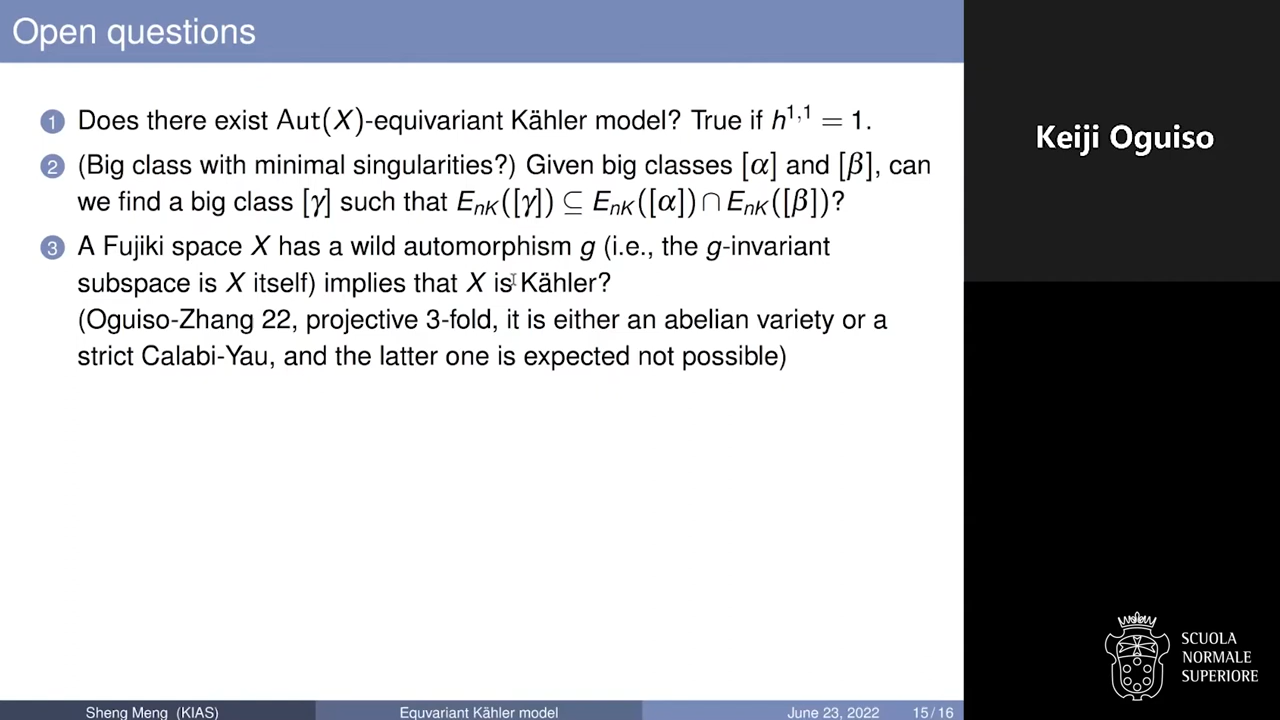 Open questions
1 Does there exist Aut(X)-equivariant Kähler model? True if h^{1,1} = 1.
2 (Big class with minimal singularities?) Given big classes [α] and [β], can
we find a big class [γ] such that E_{nK}([γ]) ⊆ E_{nK}([α]) ∩ E_{nK}([β])?
3 A Fujiki space X has a wild automorphism g (i.e., the g-invariant
subspace is X itself) implies that X is Kähler?
(Oguiso-Zhang 22, projective 3-fold, it is either an abelian variety or a
strict Calabi-Yau, and the latter one is expected not possible)
Keiji Oguiso
SCUOLA
NORMALE
SUPERIORE
Sheng Meng (KIAS) Equvariant Kähler model June 23, 2022 15 / 16